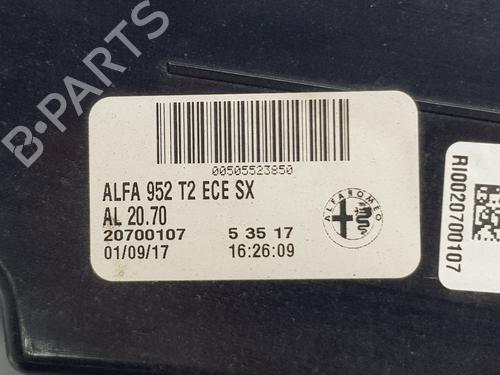 B-PARTS
00505523850
ALFA 952 T2 ECE SX
AL 20.70
20700107 5 35 17
01/09/17 16:26:09
ALFA ROMEO
RI00207000107